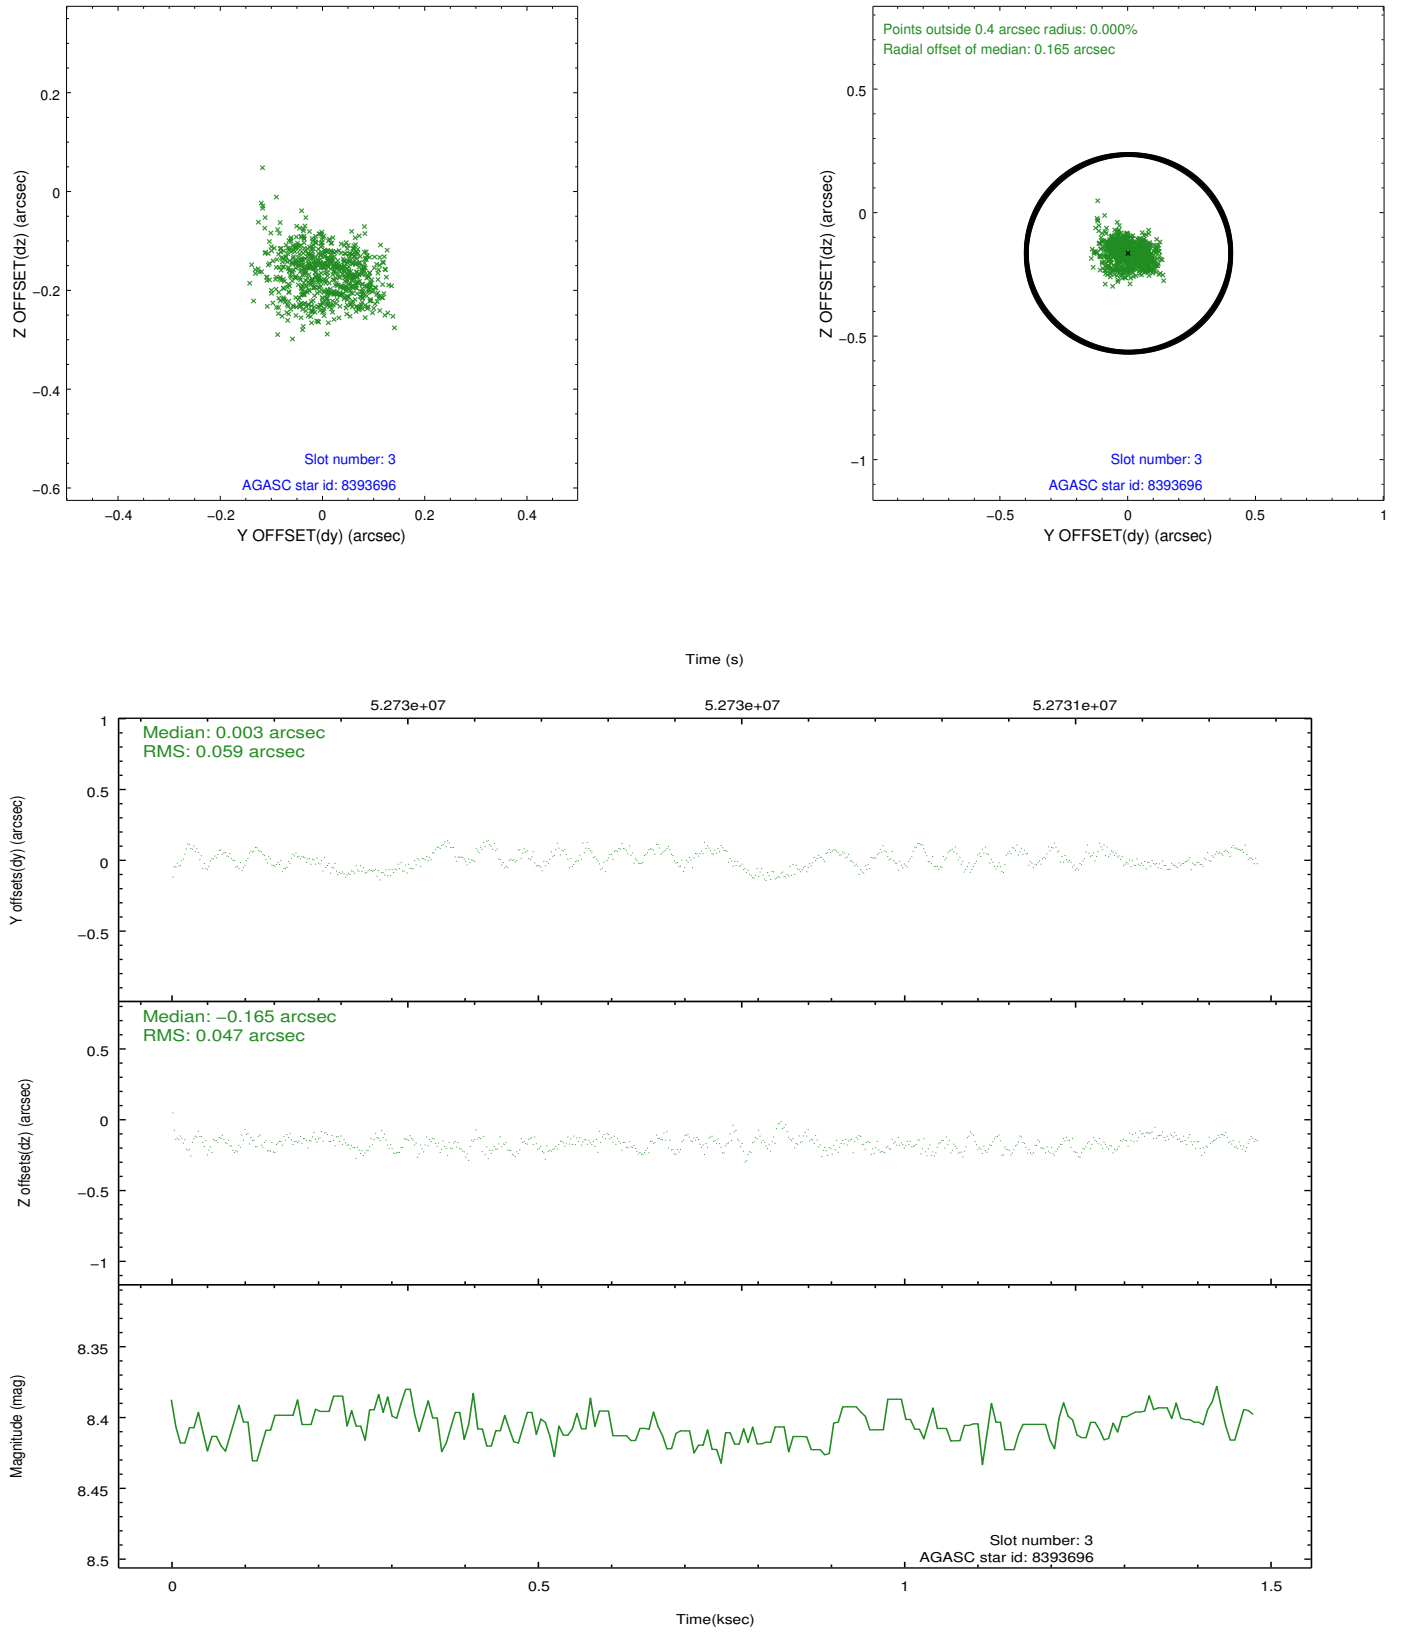 0.2
0
−0.2
−0.4
−0.6
Z OFFSET(dz) (arcsec)
Slot number: 3
AGASC star id: 8393696
−0.4
−0.2
0
0.2
0.4
Y OFFSET(dy) (arcsec)
Points outside 0.4 arcsec radius: 0.000%
Radial offset of median: 0.165 arcsec
0.5
0
−0.5
−1
Z OFFSET(dz) (arcsec)
Slot number: 3
AGASC star id: 8393696
−0.5
0
0.5
1
Y OFFSET(dy) (arcsec)
Time (s)
5.273e+07
5.273e+07
5.2731e+07
Median: 0.003 arcsec
RMS: 0.059 arcsec
1
0.5
0
−0.5
Y offsets(dy) (arcsec)
Median: −0.165 arcsec
RMS: 0.047 arcsec
0.5
0
−0.5
−1
Z offsets(dz) (arcsec)
8.35
8.4
8.45
8.5
Magnitude (mag)
Slot number: 3
AGASC star id: 8393696
0
0.5
1
1.5
Time(ksec)